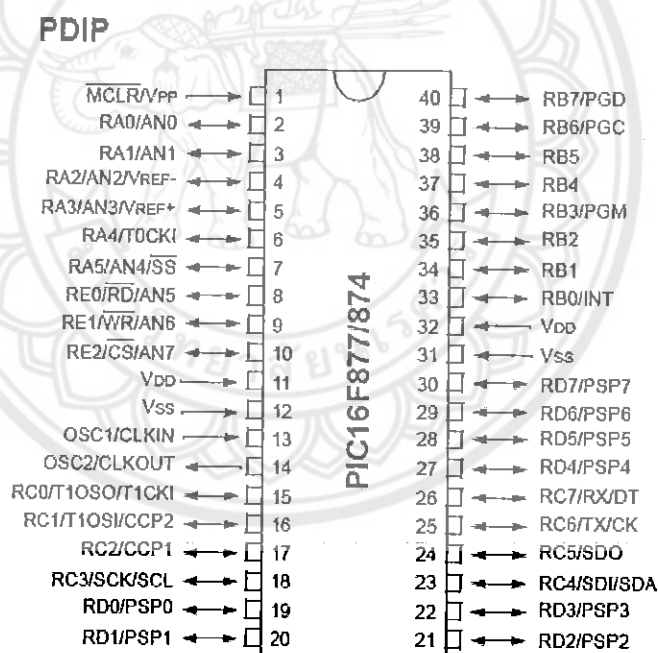 PDIP
MCLR/VPP 1
RA0/AN0 2
RA1/AN1 3
RA2/AN2/VREF- 4
RA3/AN3/VREF+ 5
RA4/T0CKI 6
RA5/AN4/SS 7
RE0/RD/AN5 8
RE1/WR/AN6 9
RE2/CS/AN7 10
VDD 11
VSS 12
OSC1/CLKIN 13
OSC2/CLKOUT 14
RC0/T1OSO/T1CKI 15
RC1/T1OSI/CCP2 16
RC2/CCP1 17
RC3/SCK/SCL 18
RD0/PSP0 19
RD1/PSP1 20
PIC16F877/874
40 RB7/PGD
39 RB6/PGC
38 RB5
37 RB4
36 RB3/PGM
35 RB2
34 RB1
33 RB0/INT
32 VDD
31 VSS
30 RD7/PSP7
29 RD6/PSP6
28 RD5/PSP5
27 RD4/PSP4
26 RC7/RX/DT
25 RC6/TX/CK
24 RC5/SDO
23 RC4/SDI/SDA
22 RD3/PSP3
21 RD2/PSP2